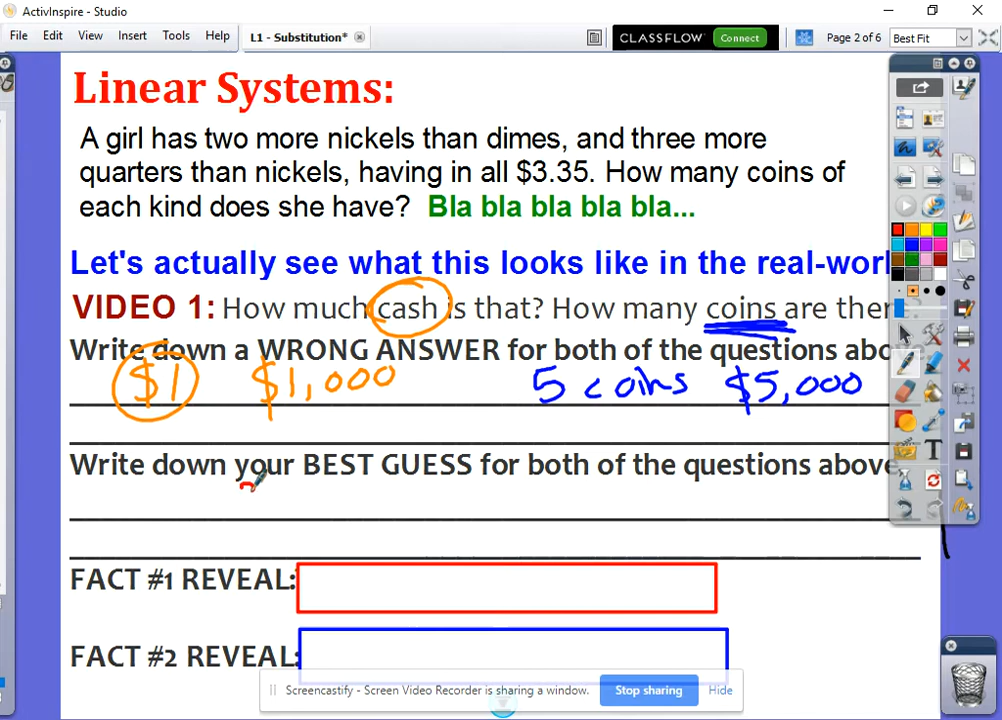 ActivInspire - Studio
File Edit View Insert Tools Help L1 - Substitution* CLASSFLOW Connect Page 2 of 6 Best Fit
Linear Systems:
A girl has two more nickels than dimes, and three more
quarters than nickels, having in all $3.35. How many coins of
each kind does she have? Bla bla bla bla bla...
Let's actually see what this looks like in the real-worl
VIDEO 1: How much cash is that? How many coins are there
Write down a WRONG ANSWER for both of the questions abo
$1 $1,000 5 coins $5,000
Write down your BEST GUESS for both of the questions above
FACT #1 REVEAL:
FACT #2 REVEAL:
Screencastify - Screen Video Recorder is sharing a window. Stop sharing Hide